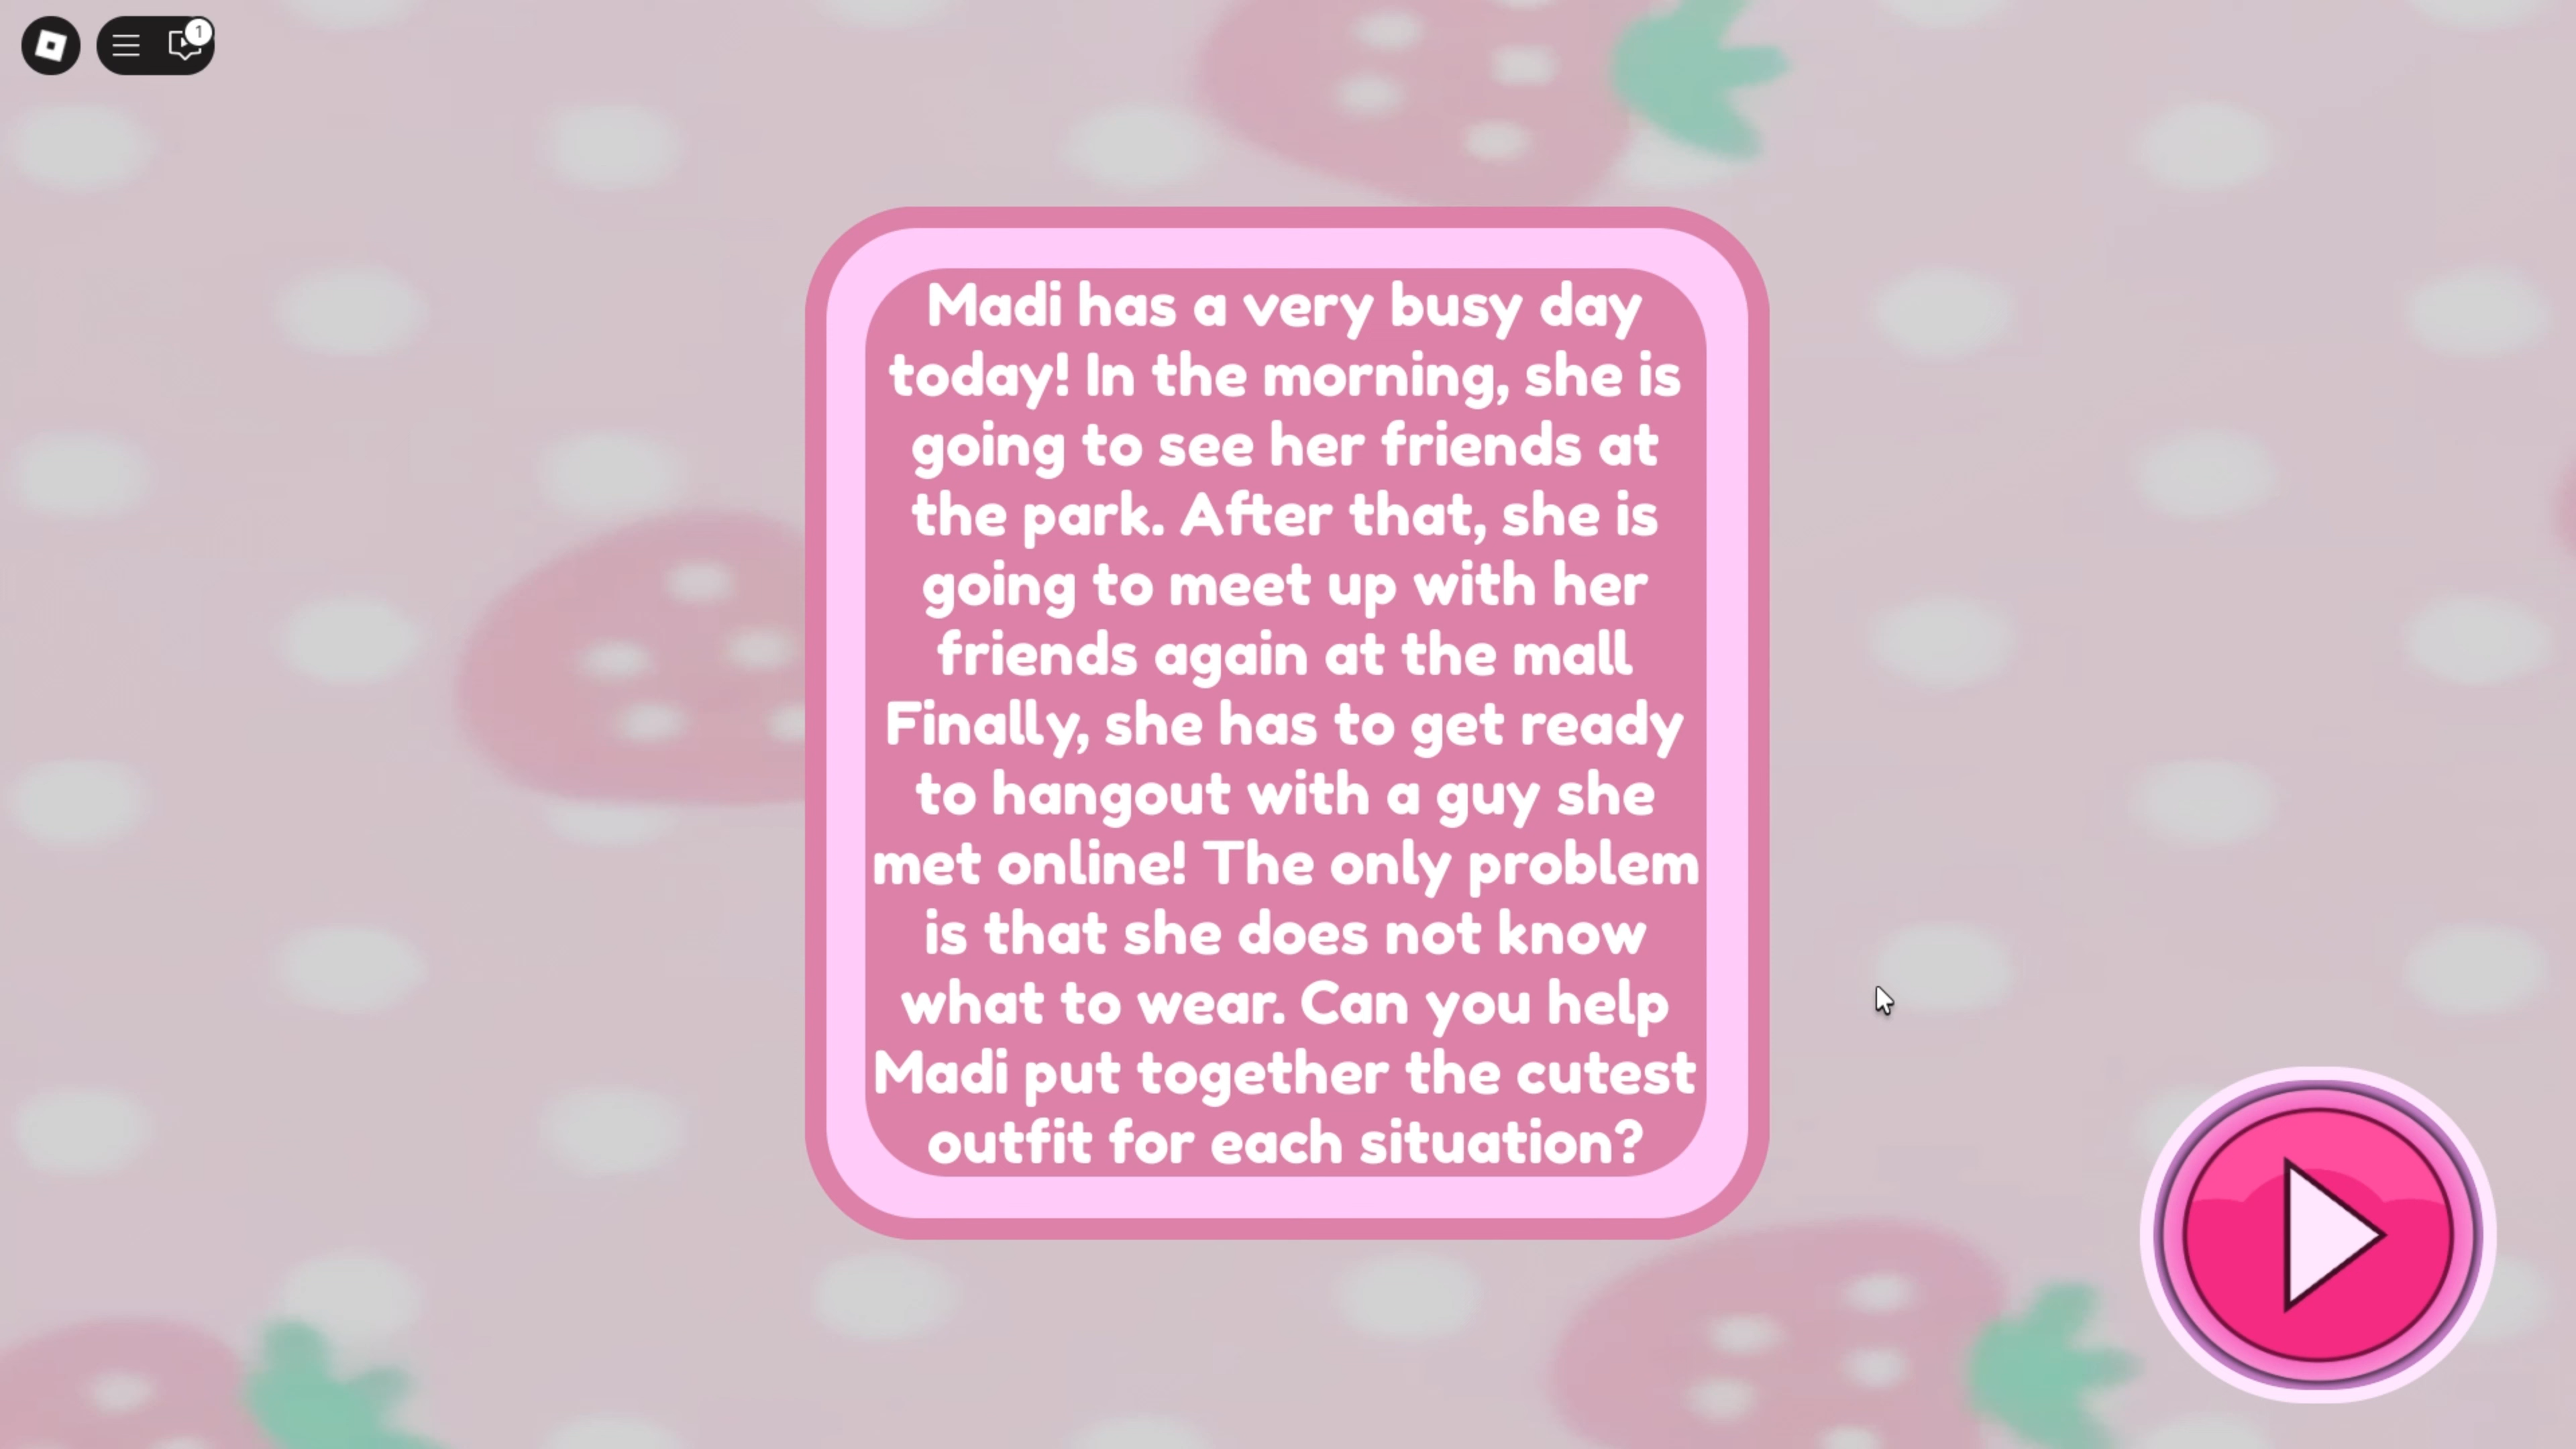 1
Madi has a very busy day
today! In the morning, she is
going to see her friends at
the park. After that, she is
going to meet up with her
friends again at the mall
Finally, she has to get ready
to hangout with a guy she
met online! The only problem
is that she does not know
what to wear. Can you help
Madi put together the cutest
outfit for each situation?